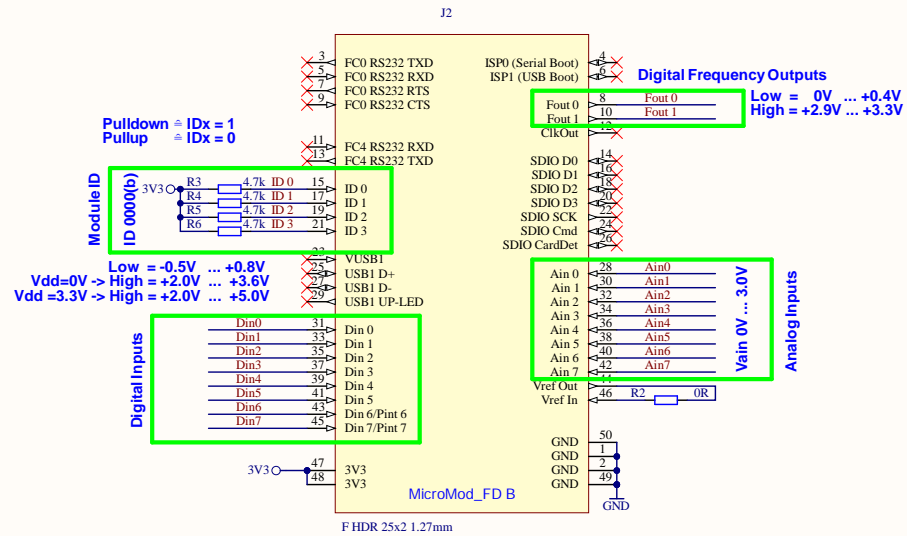 J2
3 FC0 RS232 TXD
5 FC0 RS232 RXD
7 FC0 RS232 RTS
9 FC0 RS232 CTS
11 FC4 RS232 RXD
13 FC4 RS232 TXD
Pulldown ≙ IDx = 1
Pullup ≙ IDx = 0
Module ID
ID 0000(b)
3V3
R3 4.7k ID 0 15 ID 0
R4 4.7k ID 1 17 ID 1
R5 4.7k ID 2 19 ID 2
R6 4.7k ID 3 21 ID 3
23 VUSB1
25 USB1 D+
27 USB1 D-
29 USB1 UP-LED
Low = -0.5V ... +0.8V
Vdd=0V -> High = +2.0V ... +3.6V
Vdd =3.3V -> High = +2.0V ... +5.0V
Digital Inputs
Din0 31 Din 0
Din1 33 Din 1
Din2 35 Din 2
Din3 37 Din 3
Din4 39 Din 4
Din5 41 Din 5
Din6 43 Din 6/Pint 6
Din7 45 Din 7/Pint 7
3V3 47 3V3
48 3V3
ISP0 (Serial Boot) 4
ISP1 (USB Boot) 6
Digital Frequency Outputs
Fout 0 8 Fout 0
Fout 1 10 Fout 1
Low = 0V ... +0.4V
High = +2.9V ... +3.3V
ClkOut 12
SDIO D0 14
SDIO D1 16
SDIO D2 18
SDIO D3 20
SDIO SCK 22
SDIO Cmd 24
SDIO CardDet 26
Ain 0 28 Ain0
Ain 1 30 Ain1
Ain 2 32 Ain2
Ain 3 34 Ain3
Ain 4 36 Ain4
Ain 5 38 Ain5
Ain 6 40 Ain6
Ain 7 42 Ain7
Vain 0V ... 3.0V
Analog Inputs
Vref Out 44
Vref In 46 R2 0R
GND 50
GND 1
GND 2
GND 49
GND
MicroMod_FD B
F HDR 25x2 1.27mm